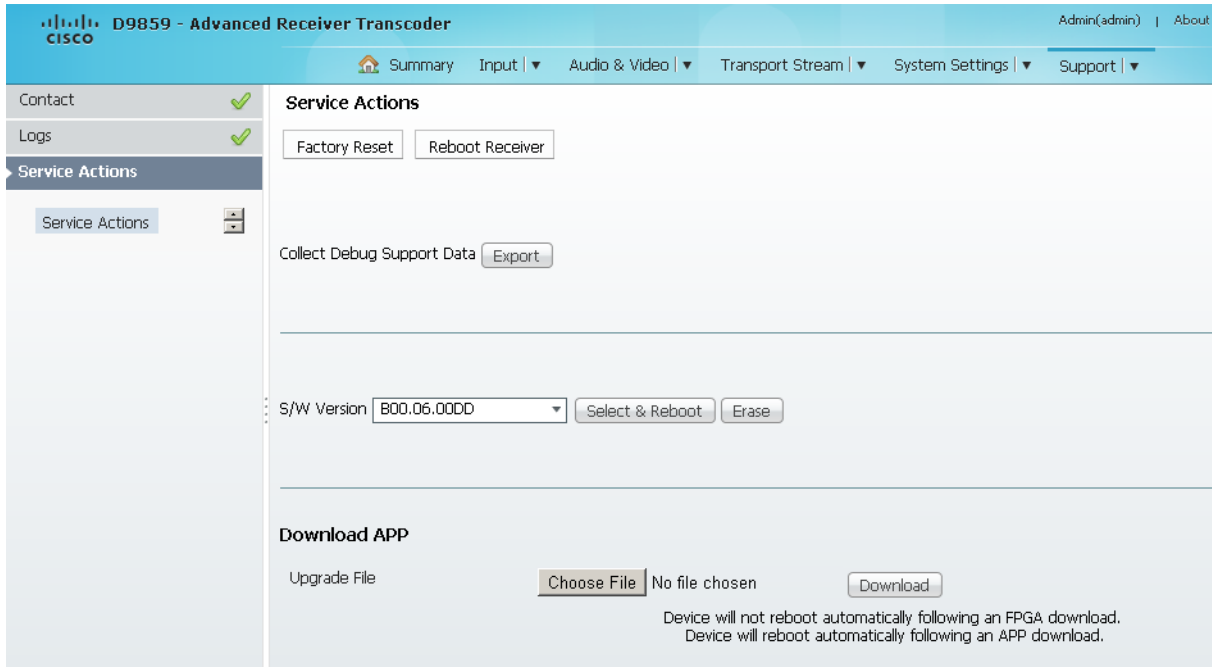 CISCO D9859 - Advanced Receiver Transcoder
Admin(admin) | About
Summary Input | ▼ Audio & Video | ▼ Transport Stream | ▼ System Settings | ▼ Support | ▼
Contact
Logs
Service Actions
Service Actions
Service Actions
Factory Reset Reboot Receiver
Collect Debug Support Data Export
S/W Version B00.06.00DD Select & Reboot Erase
Download APP
Upgrade File Choose File No file chosen Download
Device will not reboot automatically following an FPGA download.
Device will reboot automatically following an APP download.